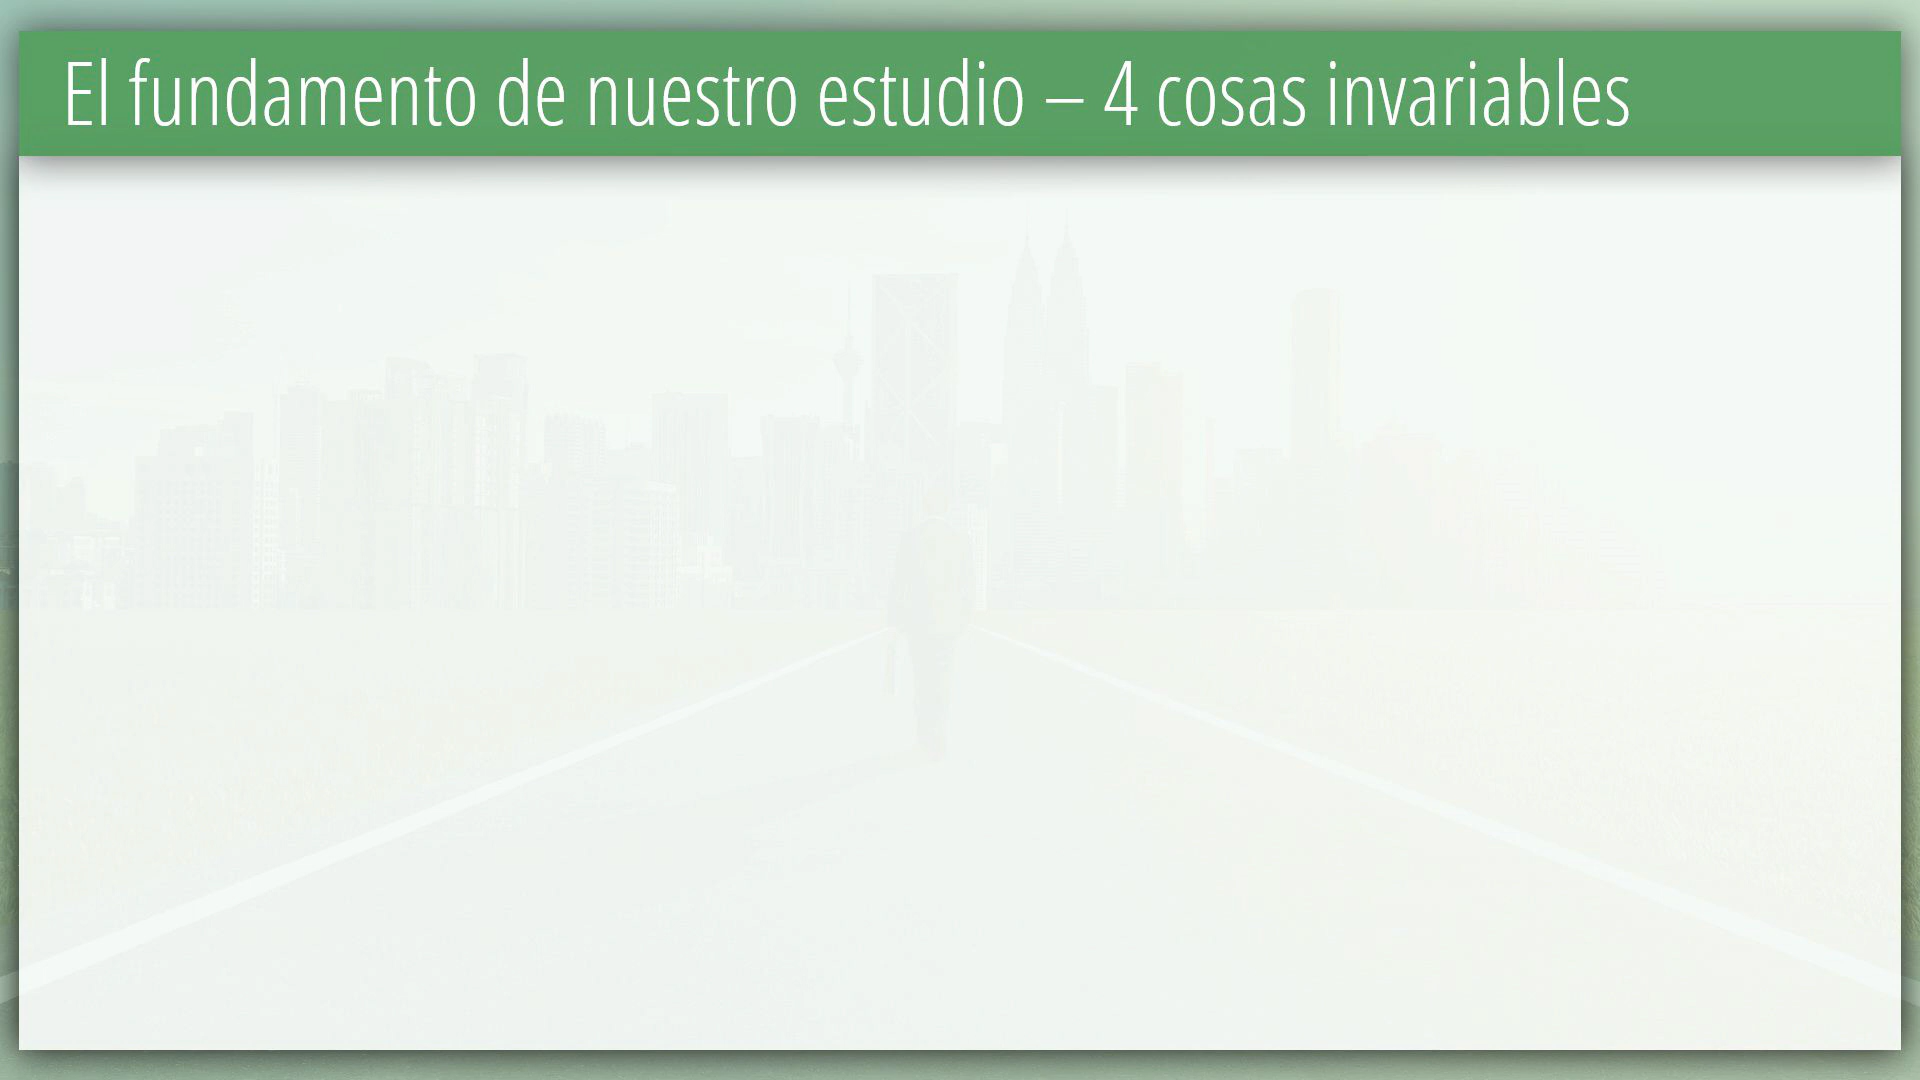 El fundamento de nuestro estudio – 4 cosas invariables